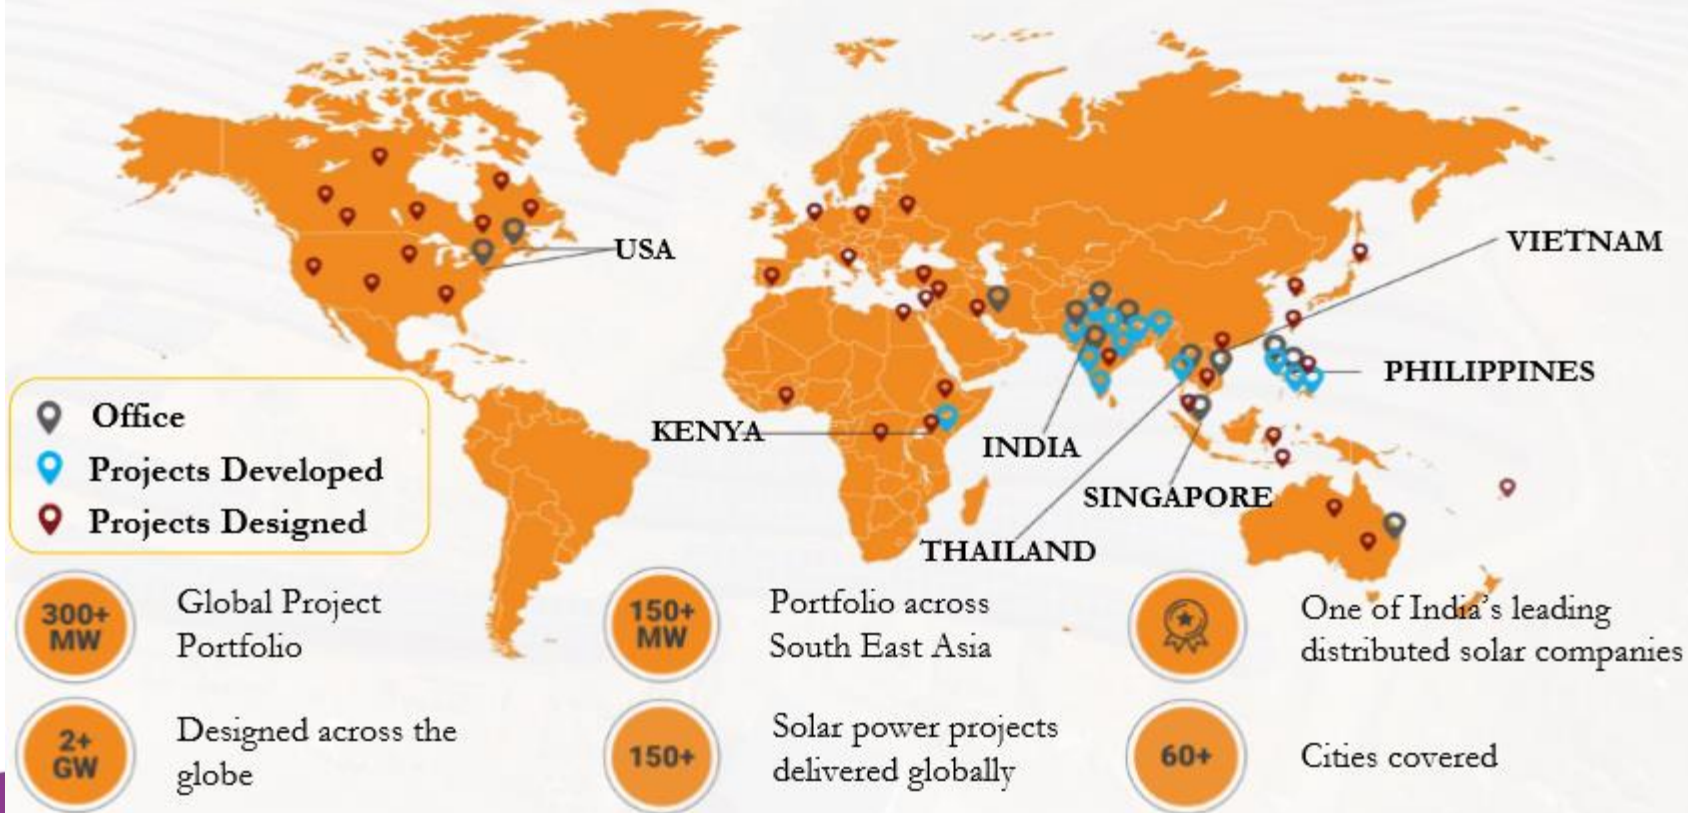 USA
VIETNAM
PHILIPPINES
KENYA
INDIA
SINGAPORE
THAILAND
Office
Projects Developed
Projects Designed
300+
MW
Global Project
Portfolio
150+
MW
Portfolio across
South East Asia
One of India's leading
distributed solar companies
2+
GW
Designed across the
globe
150+
Solar power projects
delivered globally
60+
Cities covered